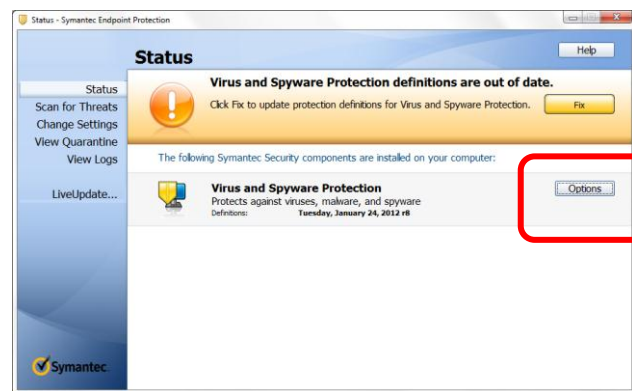 Status - Symantec Endpoint Protection
Status
Help
Status
Scan for Threats
Change Settings
View Quarantine
View Logs
LiveUpdate...
Virus and Spyware Protection definitions are out of date.
Click Fix to update protection definitions for Virus and Spyware Protection.
Fix
The following Symantec Security components are installed on your computer:
Virus and Spyware Protection
Options
Protects against viruses, malware, and spyware
Definitions: Tuesday, January 24, 2012 r8
Symantec.